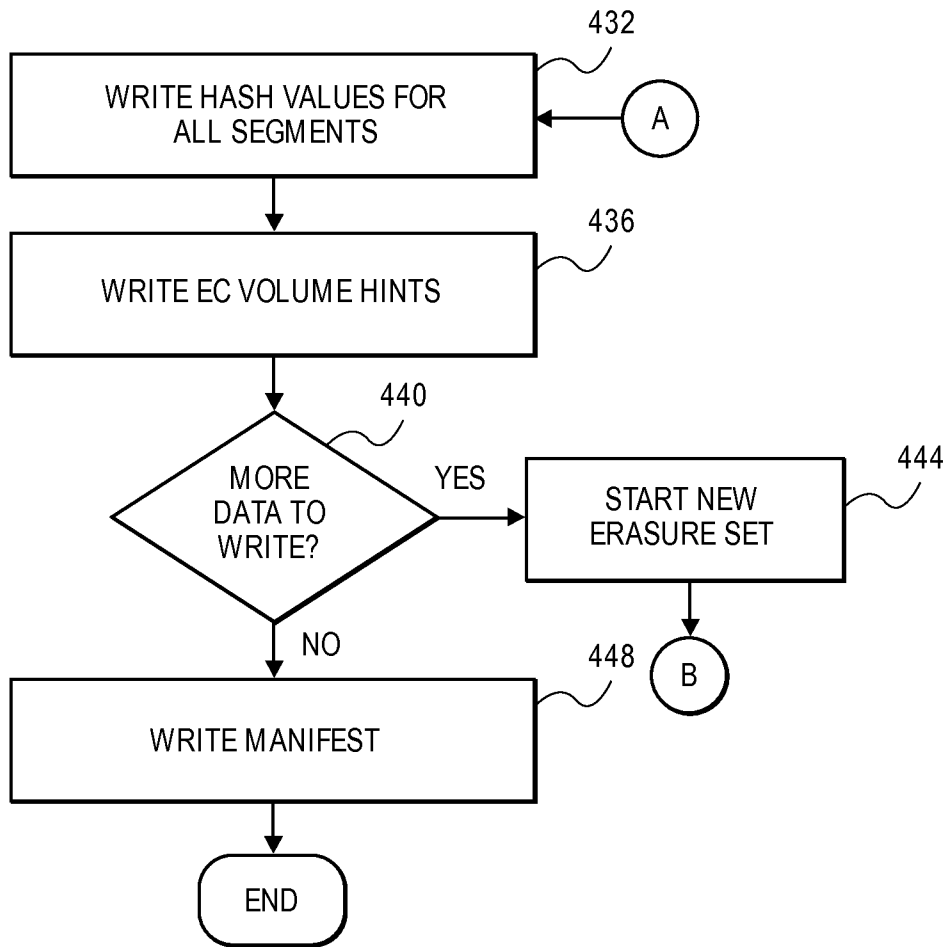 432
WRITE HASH VALUES FOR
ALL SEGMENTS
A
436
WRITE EC VOLUME HINTS
440
MORE
DATA TO
WRITE?
YES
444
START NEW
ERASURE SET
NO
B
448
WRITE MANIFEST
END